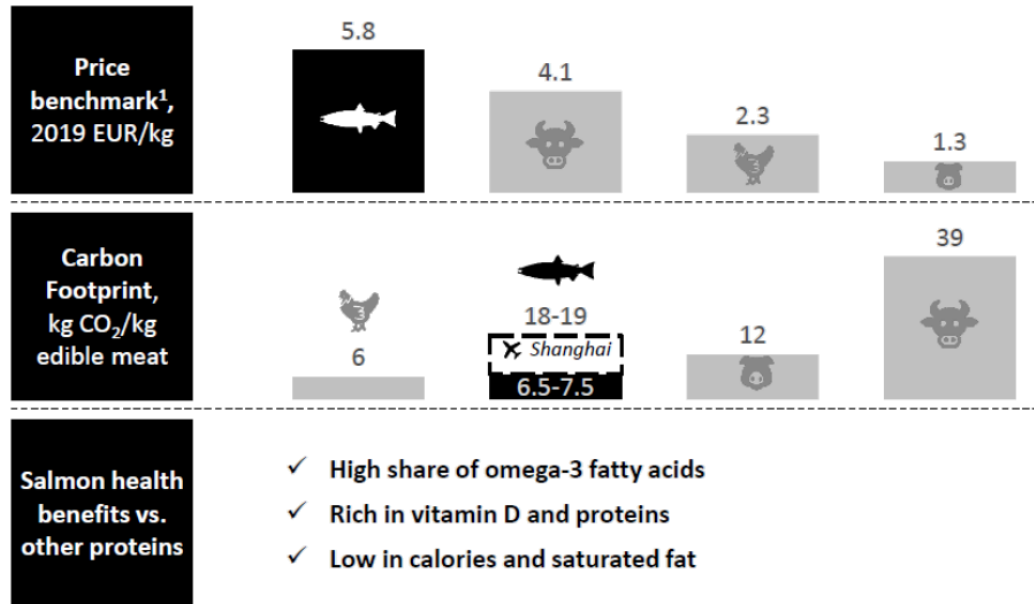 5.8
Price
benchmark¹,
2019 EUR/kg
4.1
2.3
1.3
Carbon
Footprint,
kg CO₂/kg
edible meat
39
18-19
6
Shanghai
6.5-7.5
12
Salmon health
benefits vs.
other proteins
✓ High share of omega-3 fatty acids
✓ Rich in vitamin D and proteins
✓ Low in calories and saturated fat